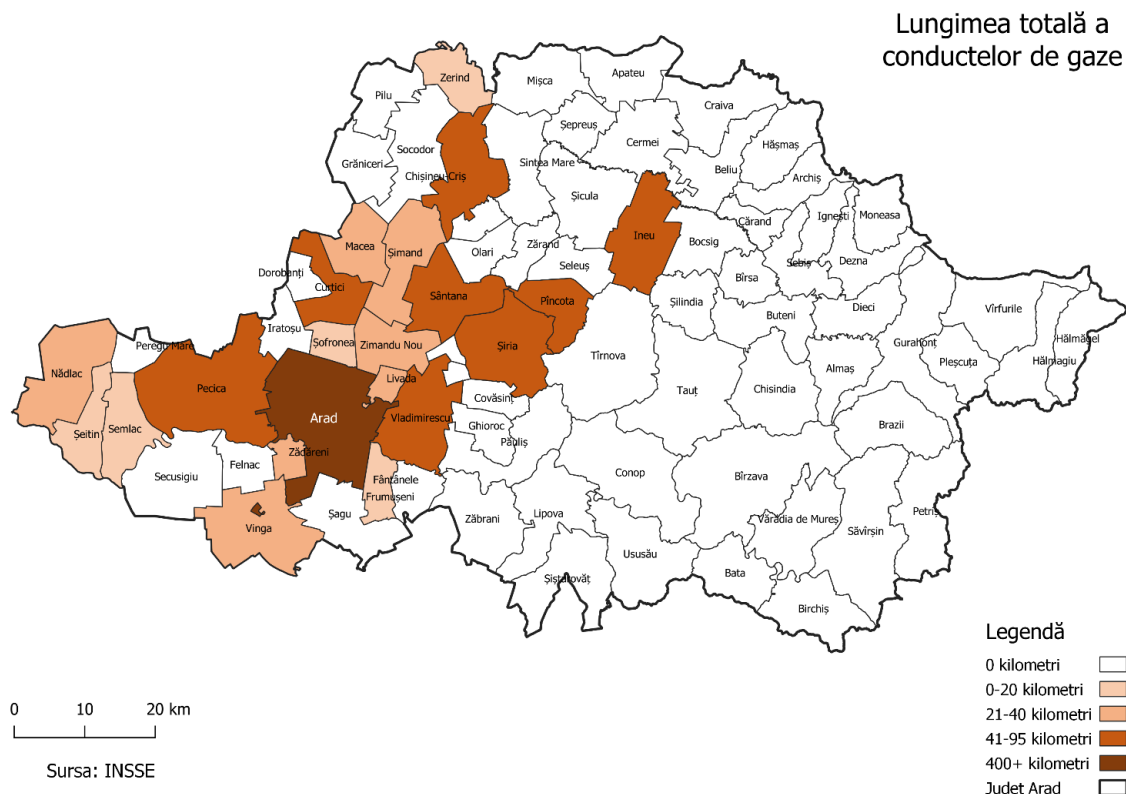 Lungimea totală a
conductelor de gaze
Zerind
Mișca
Apateu
Pilu
Craiva
Șepreuș
Socodor
Cermei
Hășmaș
Grăniceri
Sintea Mare
Chișineu-Criș
Beliu
Archiș
Șicula
Ignești
Moneasa
Cărand
Macea
Șimand
Olari
Zărand
Ineu
Bocsig
Seleuș
Sebiș
Dezna
Dorobanți
Bîrsa
Curtici
Sântana
Pîncota
Șilindia
Dieci
Vîrfurile
Buteni
Iratoșu
Hălmăgel
Peregu Mare
Șofronea
Zimandu Nou
Șiria
Gurahonț
Tîrnova
Almaș
Pleșcuța
Hălmagiu
Nădlac
Livada
Pecica
Tauț
Chisindia
Covăsinț
Arad
Vladimirescu
Semlac
Ghioroc
Brazii
Șeitin
Păuliș
Zădăreni
Felnac
Conop
Secusigiu
Bîrzava
Fântânele
Frumușeni
Petriș
Șagu
Zăbrani
Lipova
Vărădia de Mureș
Vinga
Săvîrșin
Ususău
Bata
Șiștarovăț
Birchiș
Legendă
0 kilometri
0-20 kilometri
21-40 kilometri
41-95 kilometri
400+ kilometri
Județ Arad
0 10 20 km
Sursa: INSSE